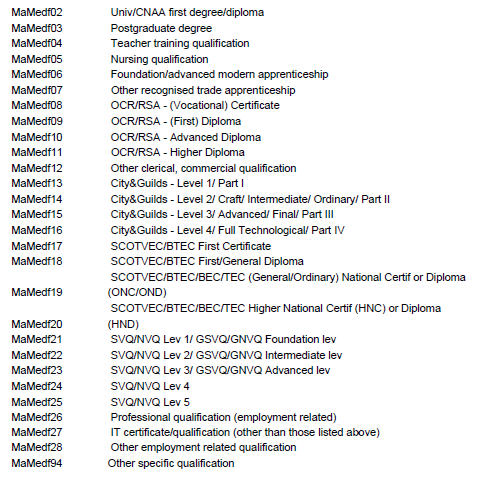 MaMedf02 Univ/CNAA first degree/diploma
MaMedf03 Postgraduate degree
MaMedf04 Teacher training qualification
MaMedf05 Nursing qualification
MaMedf06 Foundation/advanced modern apprenticeship
MaMedf07 Other recognised trade apprenticeship
MaMedf08 OCR/RSA - (Vocational) Certificate
MaMedf09 OCR/RSA - (First) Diploma
MaMedf10 OCR/RSA - Advanced Diploma
MaMedf11 OCR/RSA - Higher Diploma
MaMedf12 Other clerical, commercial qualification
MaMedf13 City&Guilds - Level 1/ Part I
MaMedf14 City&Guilds - Level 2/ Craft/ Intermediate/ Ordinary/ Part II
MaMedf15 City&Guilds - Level 3/ Advanced/ Final/ Part III
MaMedf16 City&Guilds - Level 4/ Full Technological/ Part IV
MaMedf17 SCOTVEC/BTEC First Certificate
MaMedf18 SCOTVEC/BTEC First/General Diploma
SCOTVEC/BTEC/BEC/TEC (General/Ordinary) National Certif or Diploma
MaMedf19 (ONC/OND)
SCOTVEC/BTEC/BEC/TEC Higher National Certif (HNC) or Diploma
MaMedf20 (HND)
MaMedf21 SVQ/NVQ Lev 1/ GSVQ/GNVQ Foundation lev
MaMedf22 SVQ/NVQ Lev 2/ GSVQ/GNVQ Intermediate lev
MaMedf23 SVQ/NVQ Lev 3/ GSVQ/GNVQ Advanced lev
MaMedf24 SVQ/NVQ Lev 4
MaMedf25 SVQ/NVQ Lev 5
MaMedf26 Professional qualification (employment related)
MaMedf27 IT certificate/qualification (other than those listed above)
MaMedf28 Other employment related qualification
MaMedf94 Other specific qualification